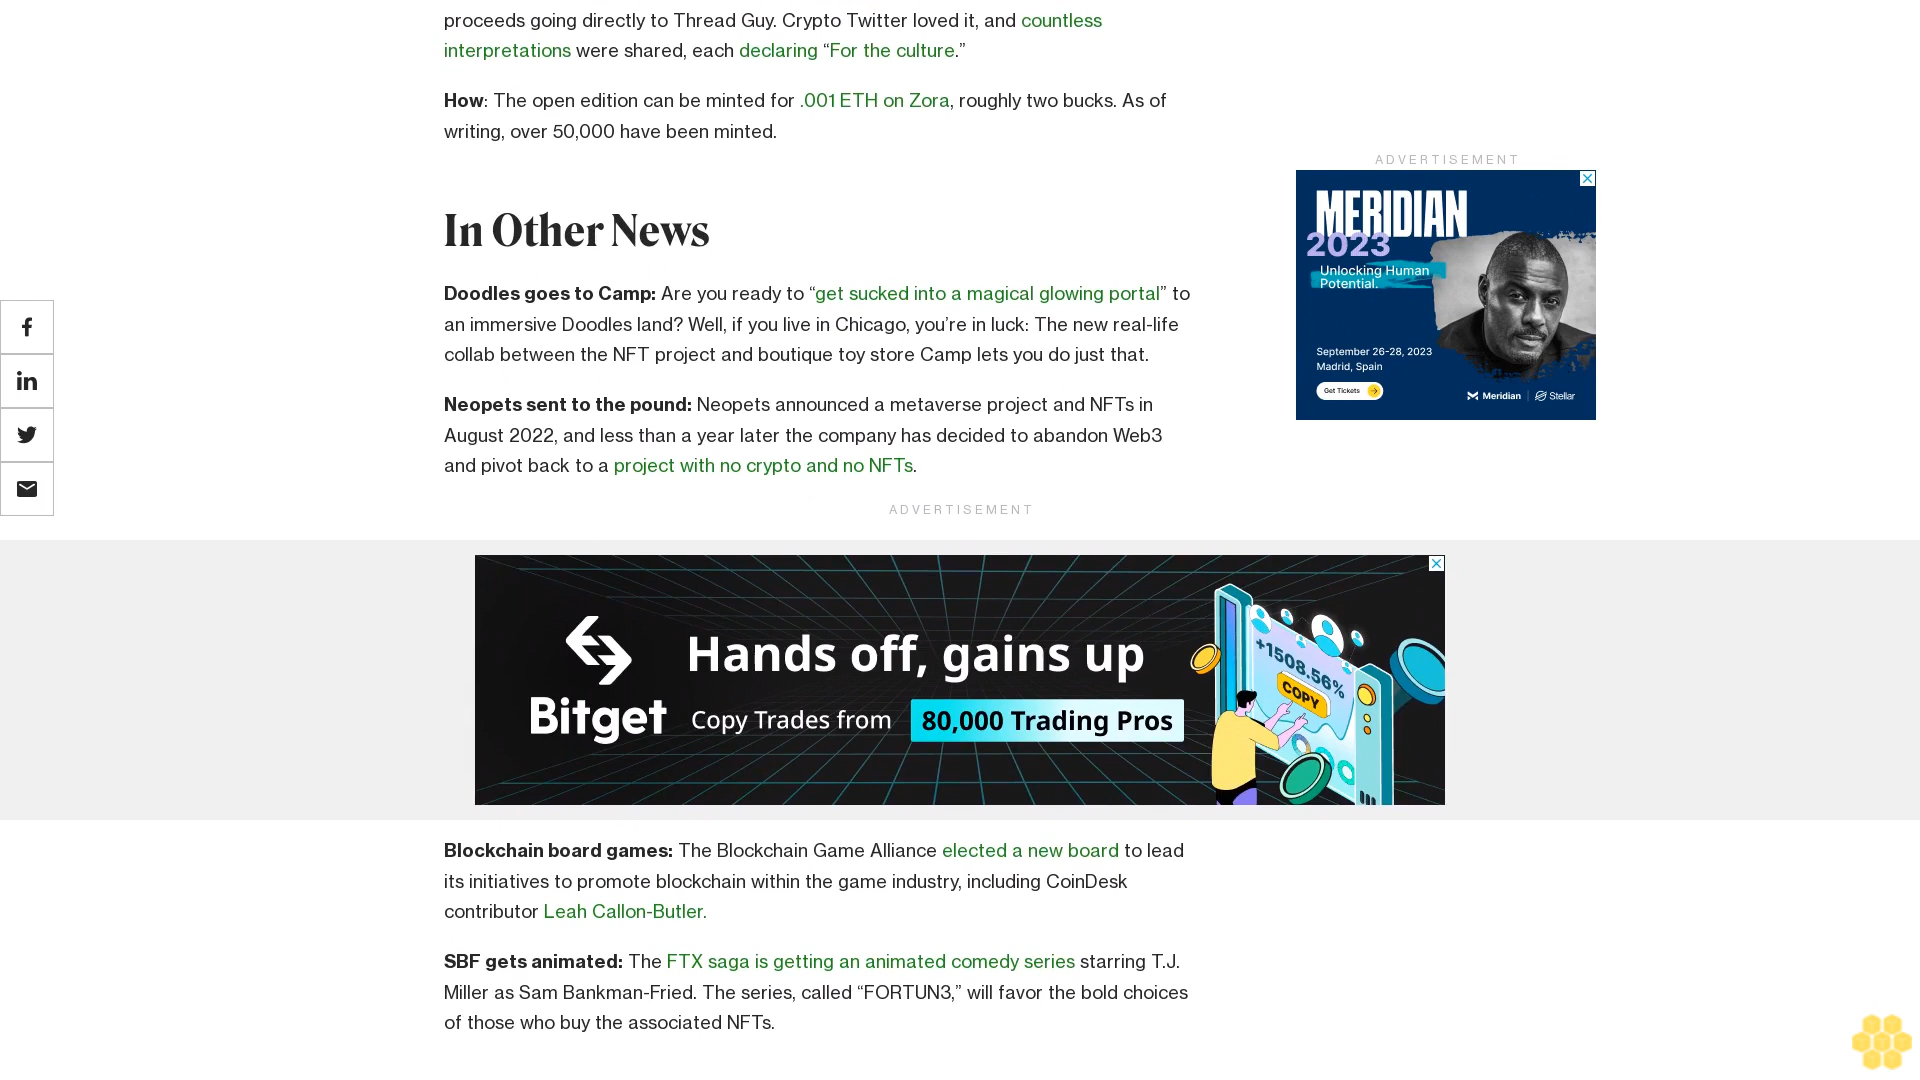 proceeds going directly to Thread Guy. Crypto Twitter loved it, and countless
interpretations were shared, each declaring “For the culture.”
How: The open edition can be minted for .001 ETH on Zora, roughly two bucks. As of
writing, over 50,000 have been minted.
ADVERTISEMENT
MERIDIAN
2023
Unlocking Human
Potential.
September 26-28, 2023
Madrid, Spain
Get Tickets
Meridian | Stellar
In Other News
Doodles goes to Camp: Are you ready to “get sucked into a magical glowing portal” to
an immersive Doodles land? Well, if you live in Chicago, you’re in luck: The new real-life
collab between the NFT project and boutique toy store Camp lets you do just that.
Neopets sent to the pound: Neopets announced a metaverse project and NFTs in
August 2022, and less than a year later the company has decided to abandon Web3
and pivot back to a project with no crypto and no NFTs.
ADVERTISEMENT
Bitget
Hands off, gains up
Copy Trades from 80,000 Trading Pros
+1508.56%
COPY
Blockchain board games: The Blockchain Game Alliance elected a new board to lead
its initiatives to promote blockchain within the game industry, including CoinDesk
contributor Leah Callon-Butler.
SBF gets animated: The FTX saga is getting an animated comedy series starring T.J.
Miller as Sam Bankman-Fried. The series, called “FORTUN3,” will favor the bold choices
of those who buy the associated NFTs.